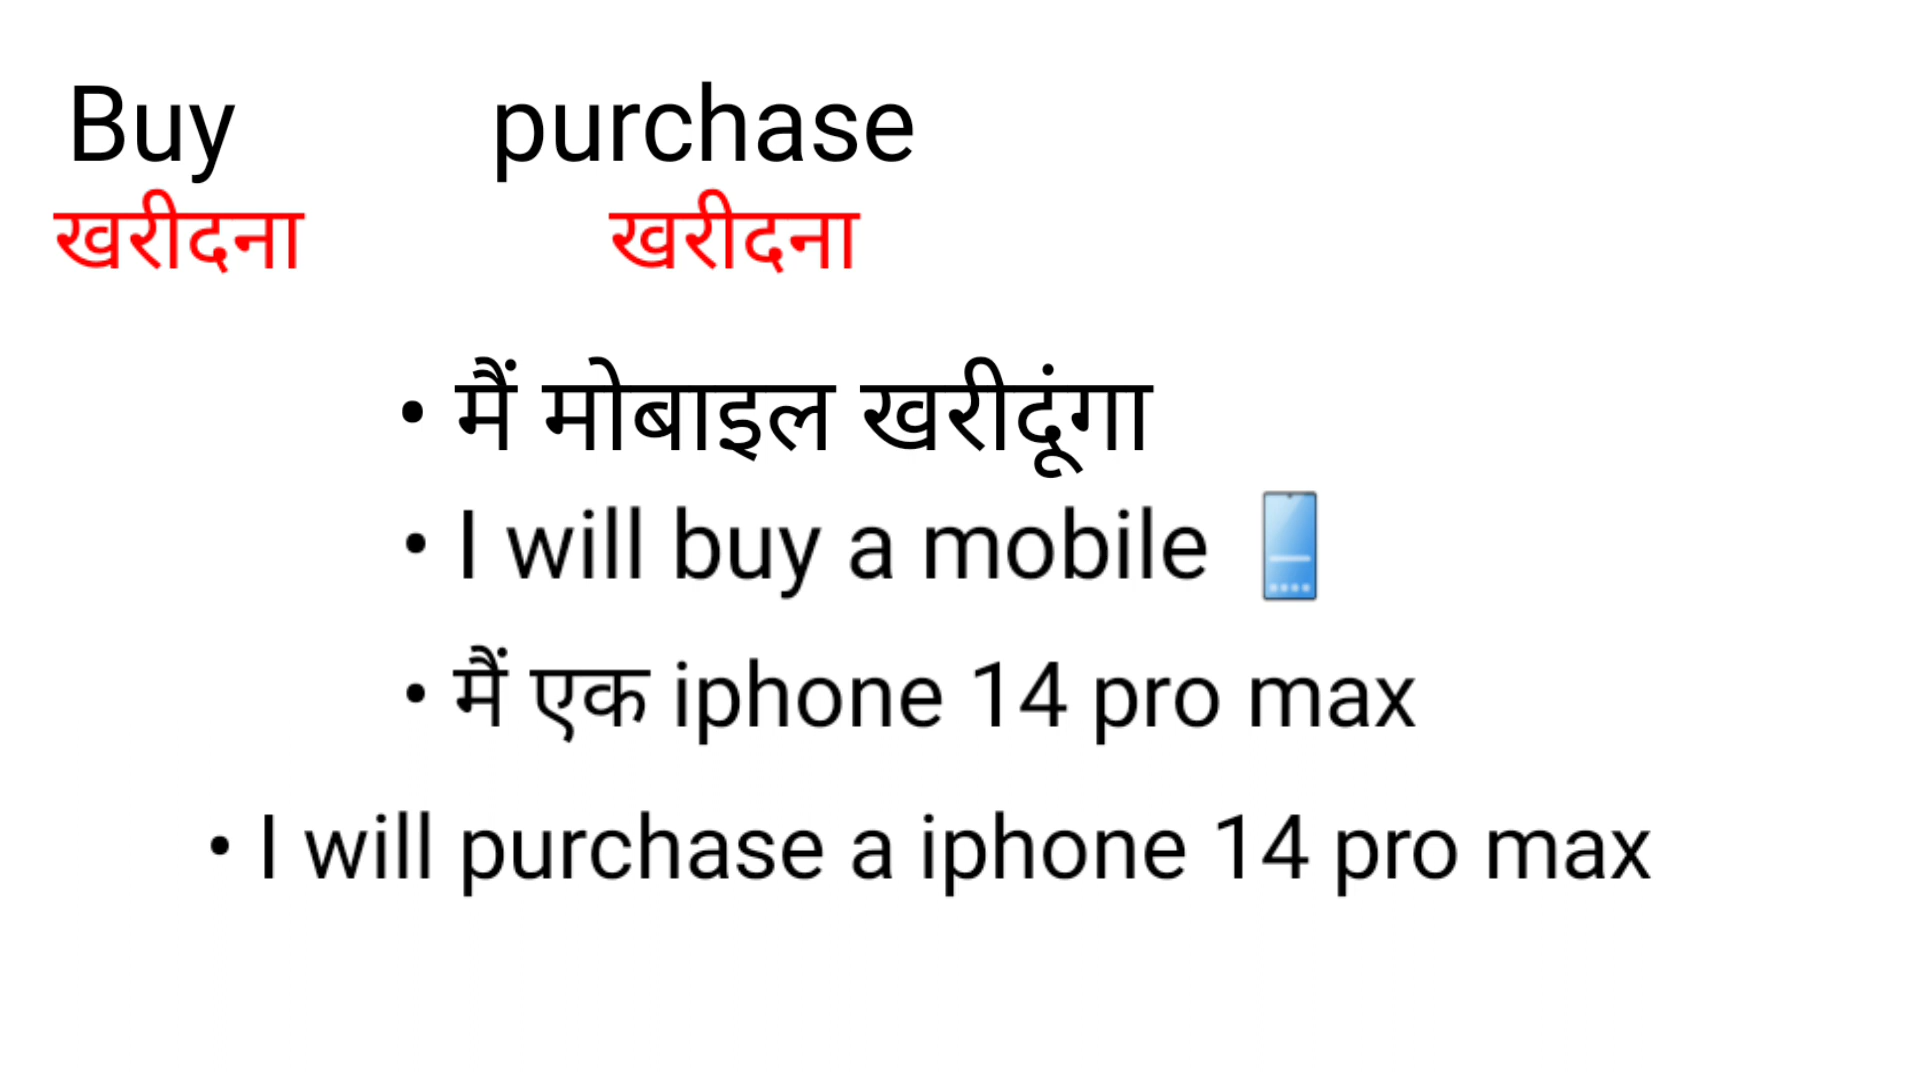 Buy purchase
खरीदना खरीदना
• मैं मोबाइल खरीदूंगा
• I will buy a mobile
• मैं एक iphone 14 pro max
• I will purchase a iphone 14 pro max